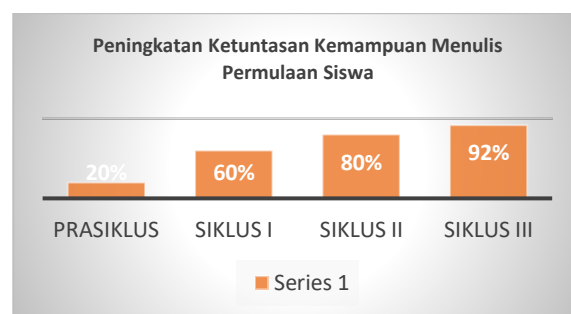 Peningkatan Ketuntasan Kemampuan Menulis
Permulaan Siswa
20%
60%
80%
92%
PRASIKLUS
SIKLUS I
SIKLUS II
SIKLUS III
Series 1